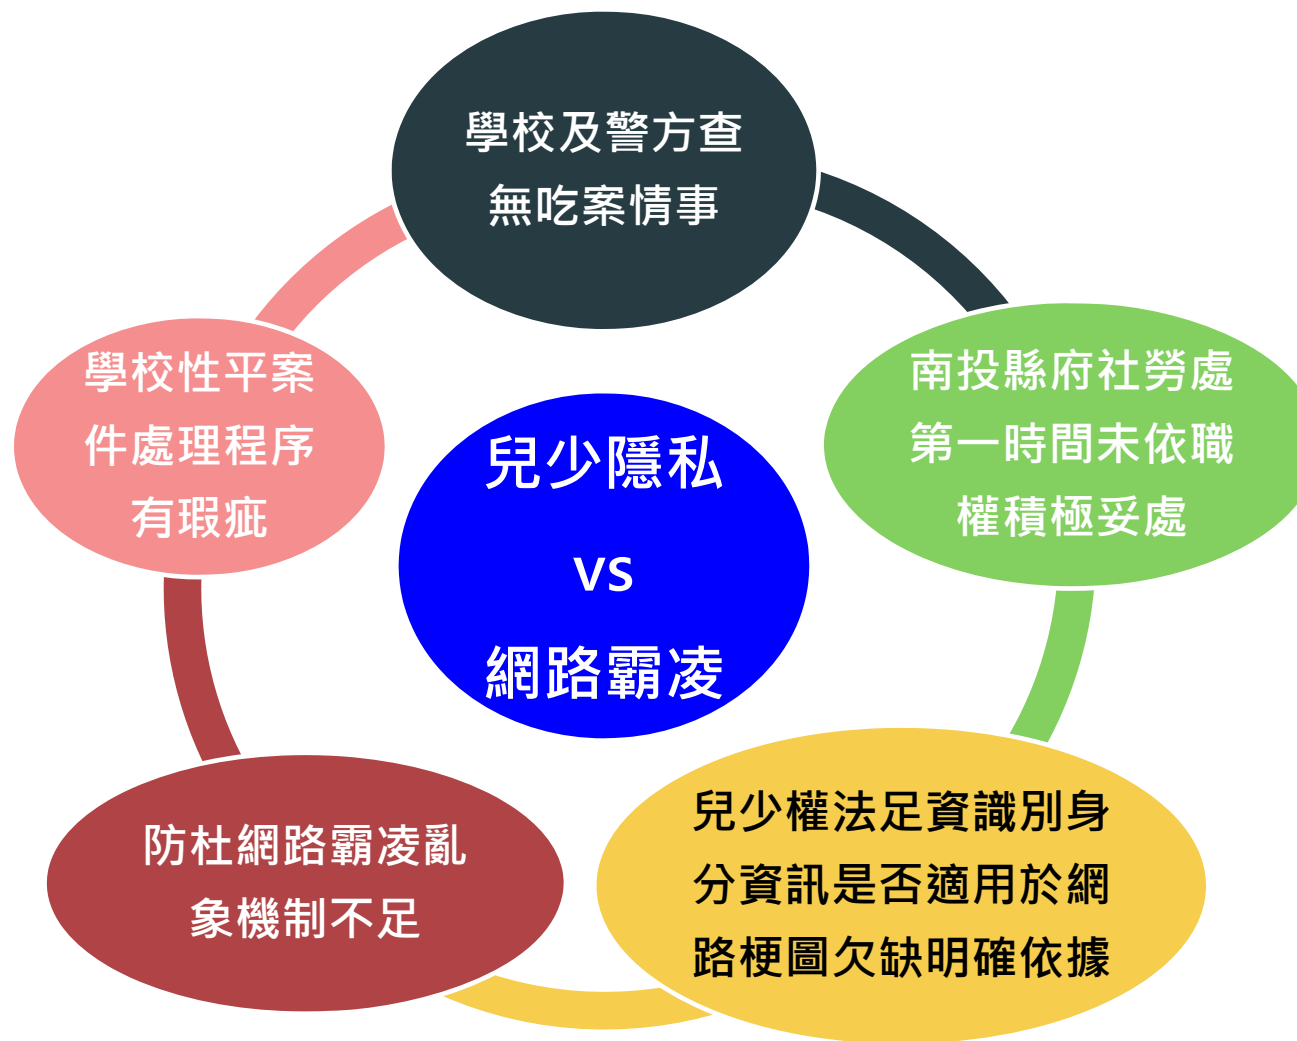 學校及警方查
無吃案情事
南投縣府社勞處
第一時間未依職
權積極妥處
兒少權法足資識別身
分資訊是否適用於網
路梗圖欠缺明確依據
防杜網路霸凌亂
象機制不足
學校性平案
件處理程序
有瑕疵
兒少隱私
vs
網路霸凌